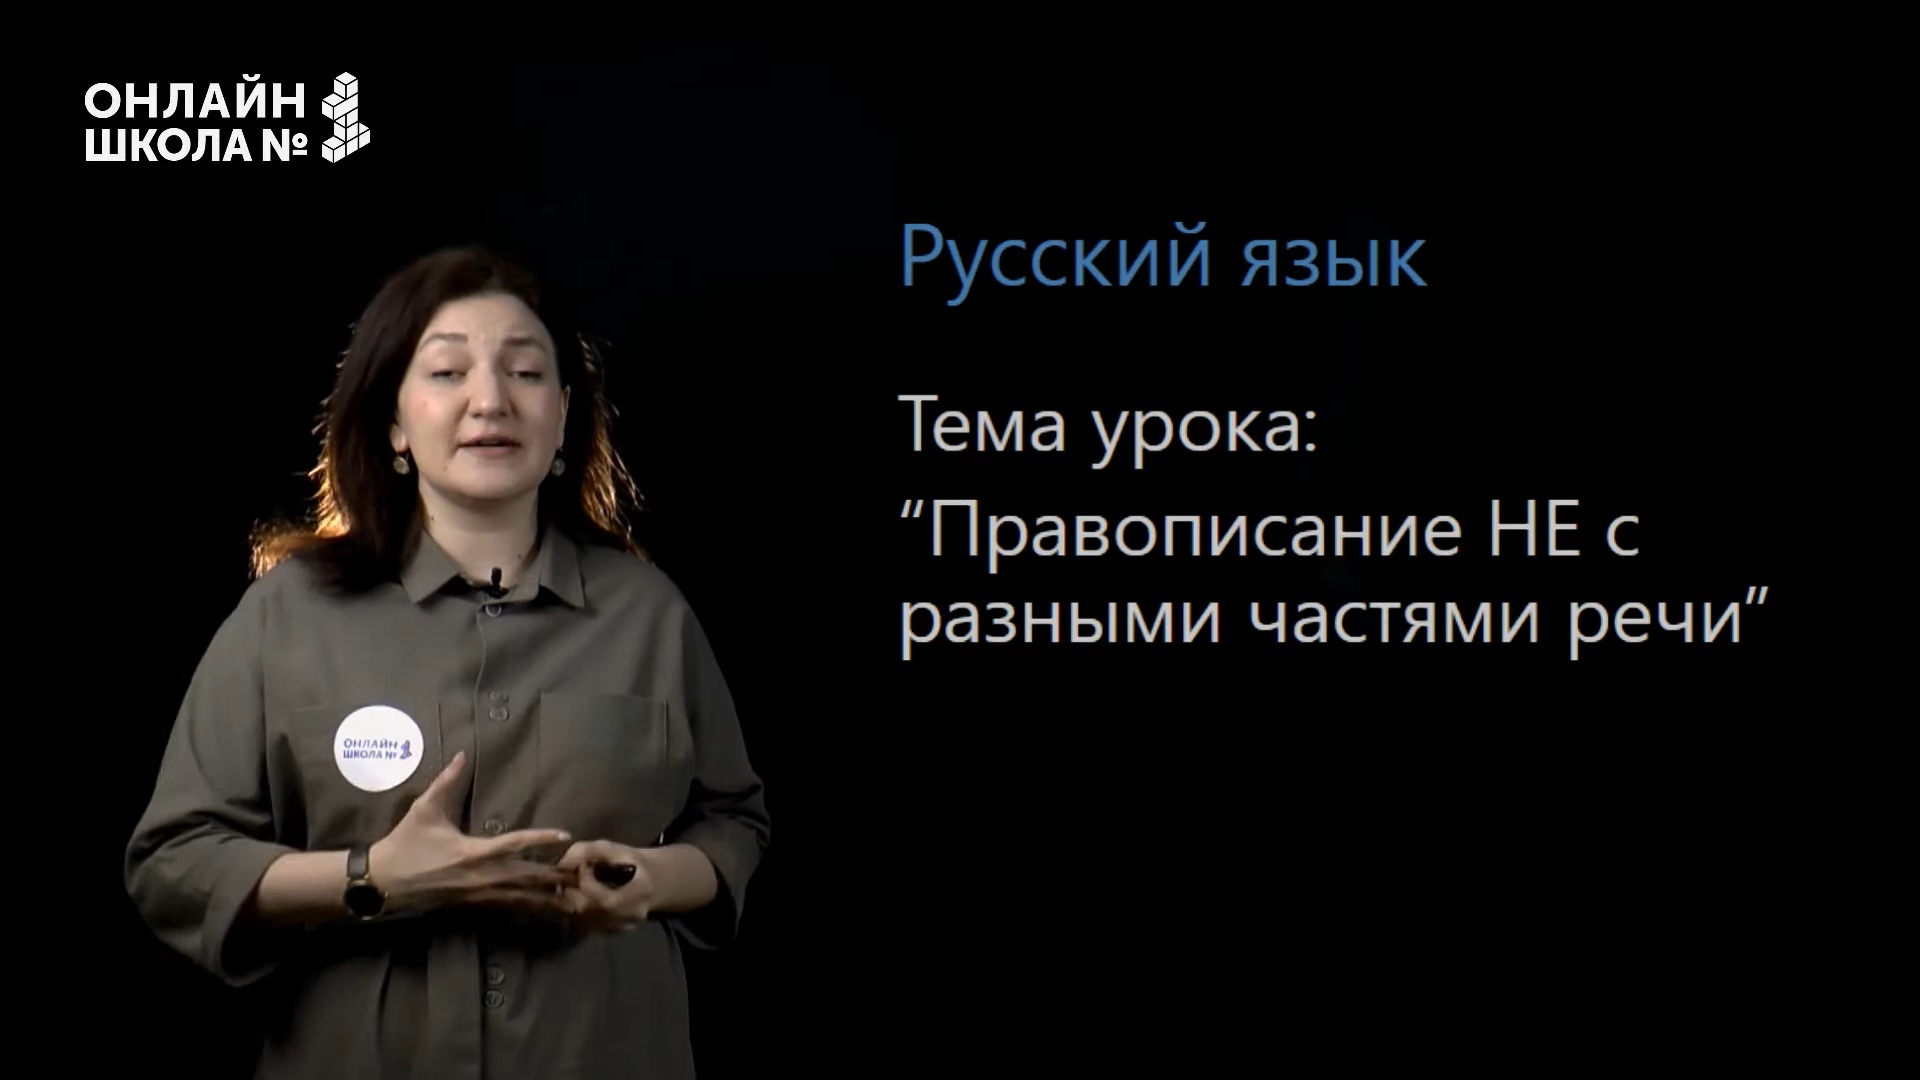 ОНЛАЙН
ШКОЛА №
Русский язык
Тема урока:
“Правописание НЕ с
разными частями речи”
ОНЛАЙН
ШКОЛА №